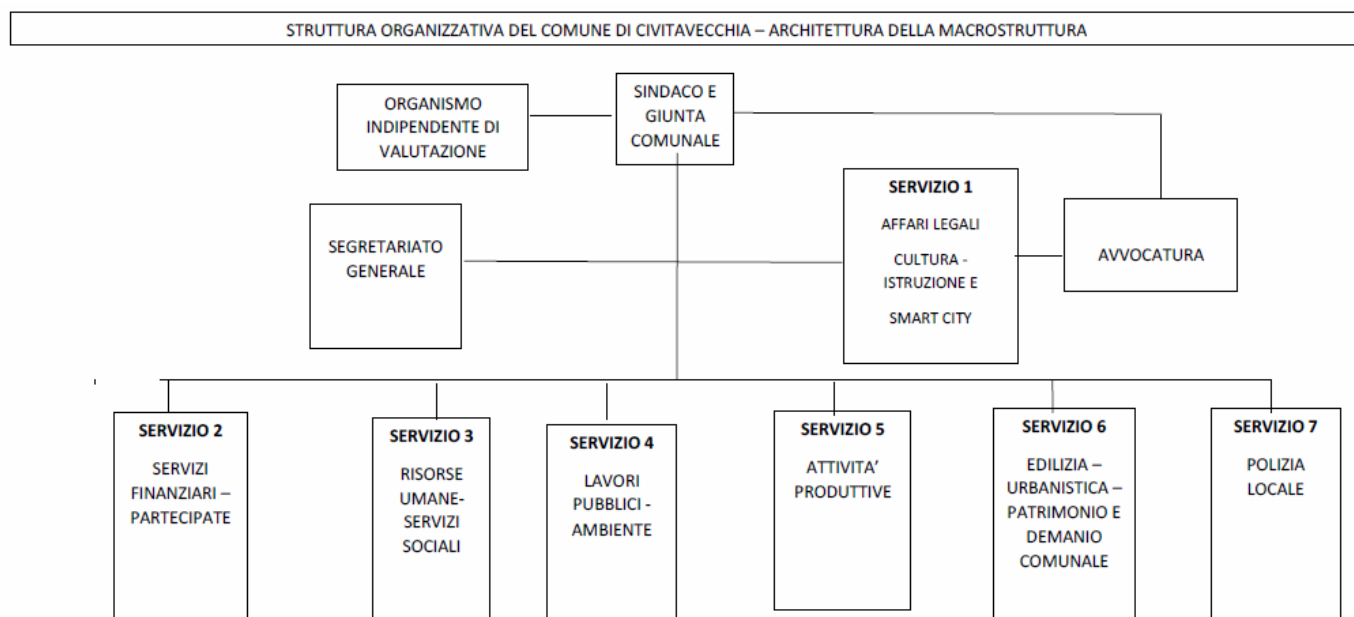 STRUTTURA ORGANIZZATIVA DEL COMUNE DI CIVITAVECCHIA – ARCHITETTURA DELLA MACROSTRUTTURA
ORGANISMO
INDIPENDENTE DI
VALUTAZIONE
SINDACO E
GIUNTA
COMUNALE
SEGRETARIATO
GENERALE
SERVIZIO 1
AFFARI LEGALI
CULTURA -
ISTRUZIONE E
SMART CITY
AVVOCATURA
SERVIZIO 2
SERVIZI
FINANZIARI –
PARTECIPATE
SERVIZIO 3
RISORSE
UMANE-
SERVIZI
SOCIALI
SERVIZIO 4
LAVORI
PUBBLICI -
AMBIENTE
SERVIZIO 5
ATTIVITA’
PRODUTTIVE
SERVIZIO 6
EDILIZIA –
URBANISTICA –
PATRIMONIO E
DEMANIO
COMUNALE
SERVIZIO 7
POLIZIA
LOCALE